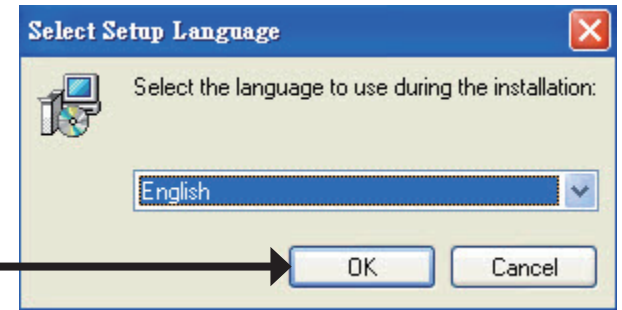 Select Setup Language
Select the language to use during the installation:
English
OK
Cancel